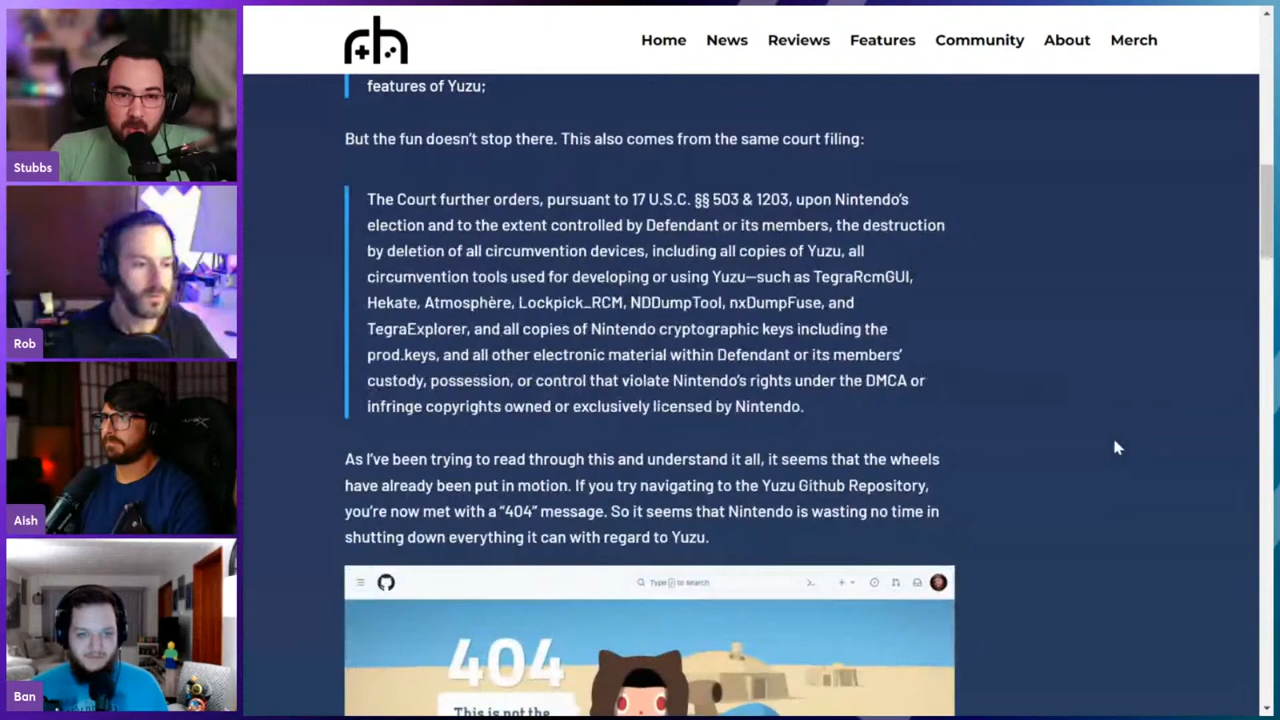 Home News Reviews Features Community About Merch
features of Yuzu;
But the fun doesn’t stop there. This also comes from the same court filing:
The Court further orders, pursuant to 17 U.S.C. §§ 503 & 1203, upon Nintendo’s
election and to the extent controlled by Defendant or its members, the destruction
by deletion of all circumvention devices, including all copies of Yuzu, all
circumvention tools used for developing or using Yuzu—such as TegraRcmGUI,
Hekate, Atmosphère, Lockpick_RCM, NDDumpTool, nxDumpFuse, and
TegraExplorer, and all copies of Nintendo cryptographic keys including the
prod.keys, and all other electronic material within Defendant or its members’
custody, possession, or control that violate Nintendo’s rights under the DMCA or
infringe copyrights owned or exclusively licensed by Nintendo.
As I’ve been trying to read through this and understand it all, it seems that the wheels
have already been put in motion. If you try navigating to the Yuzu Github Repository,
you’re now met with a “404” message. So it seems that Nintendo is wasting no time in
shutting down everything it can with regard to Yuzu.
Type / to search
404
This is not the
Stubbs
Rob
Aish
Ban